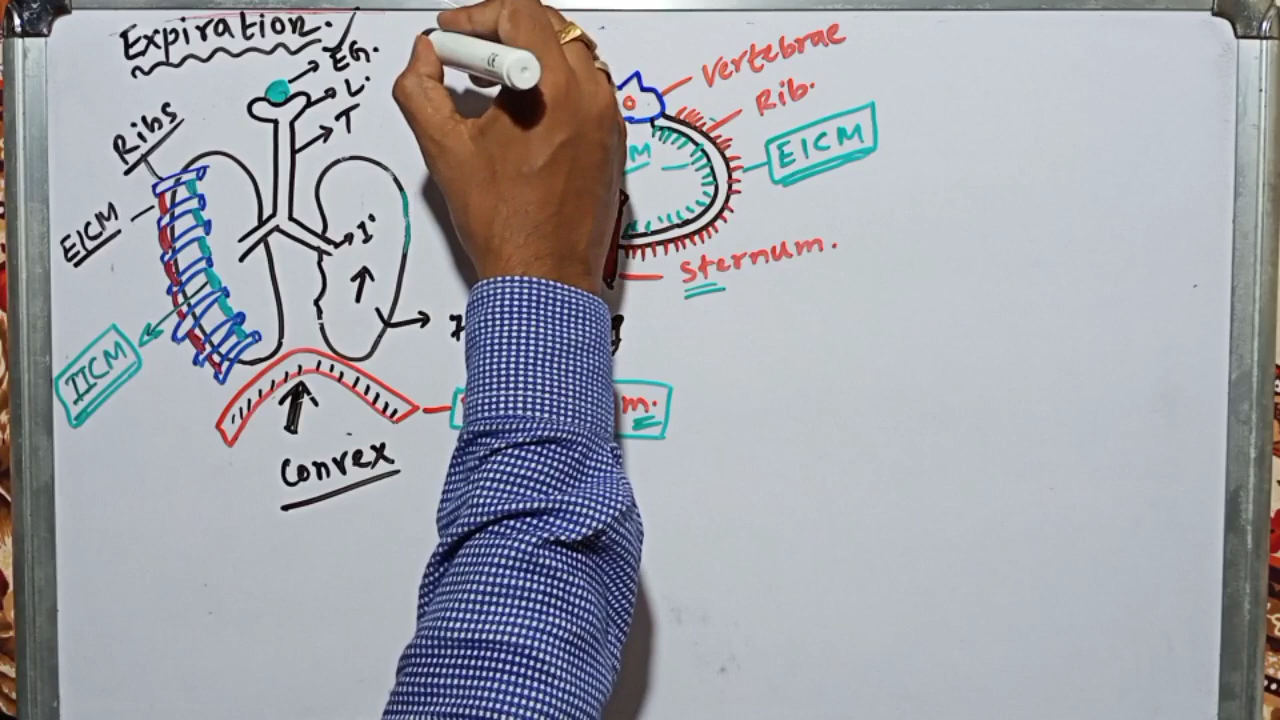 Expiration.
EG.
L.
T
Ribs
EICM
I'
IICM
Convex
vertebrae
Rib.
EICM
M
sternum.
m.